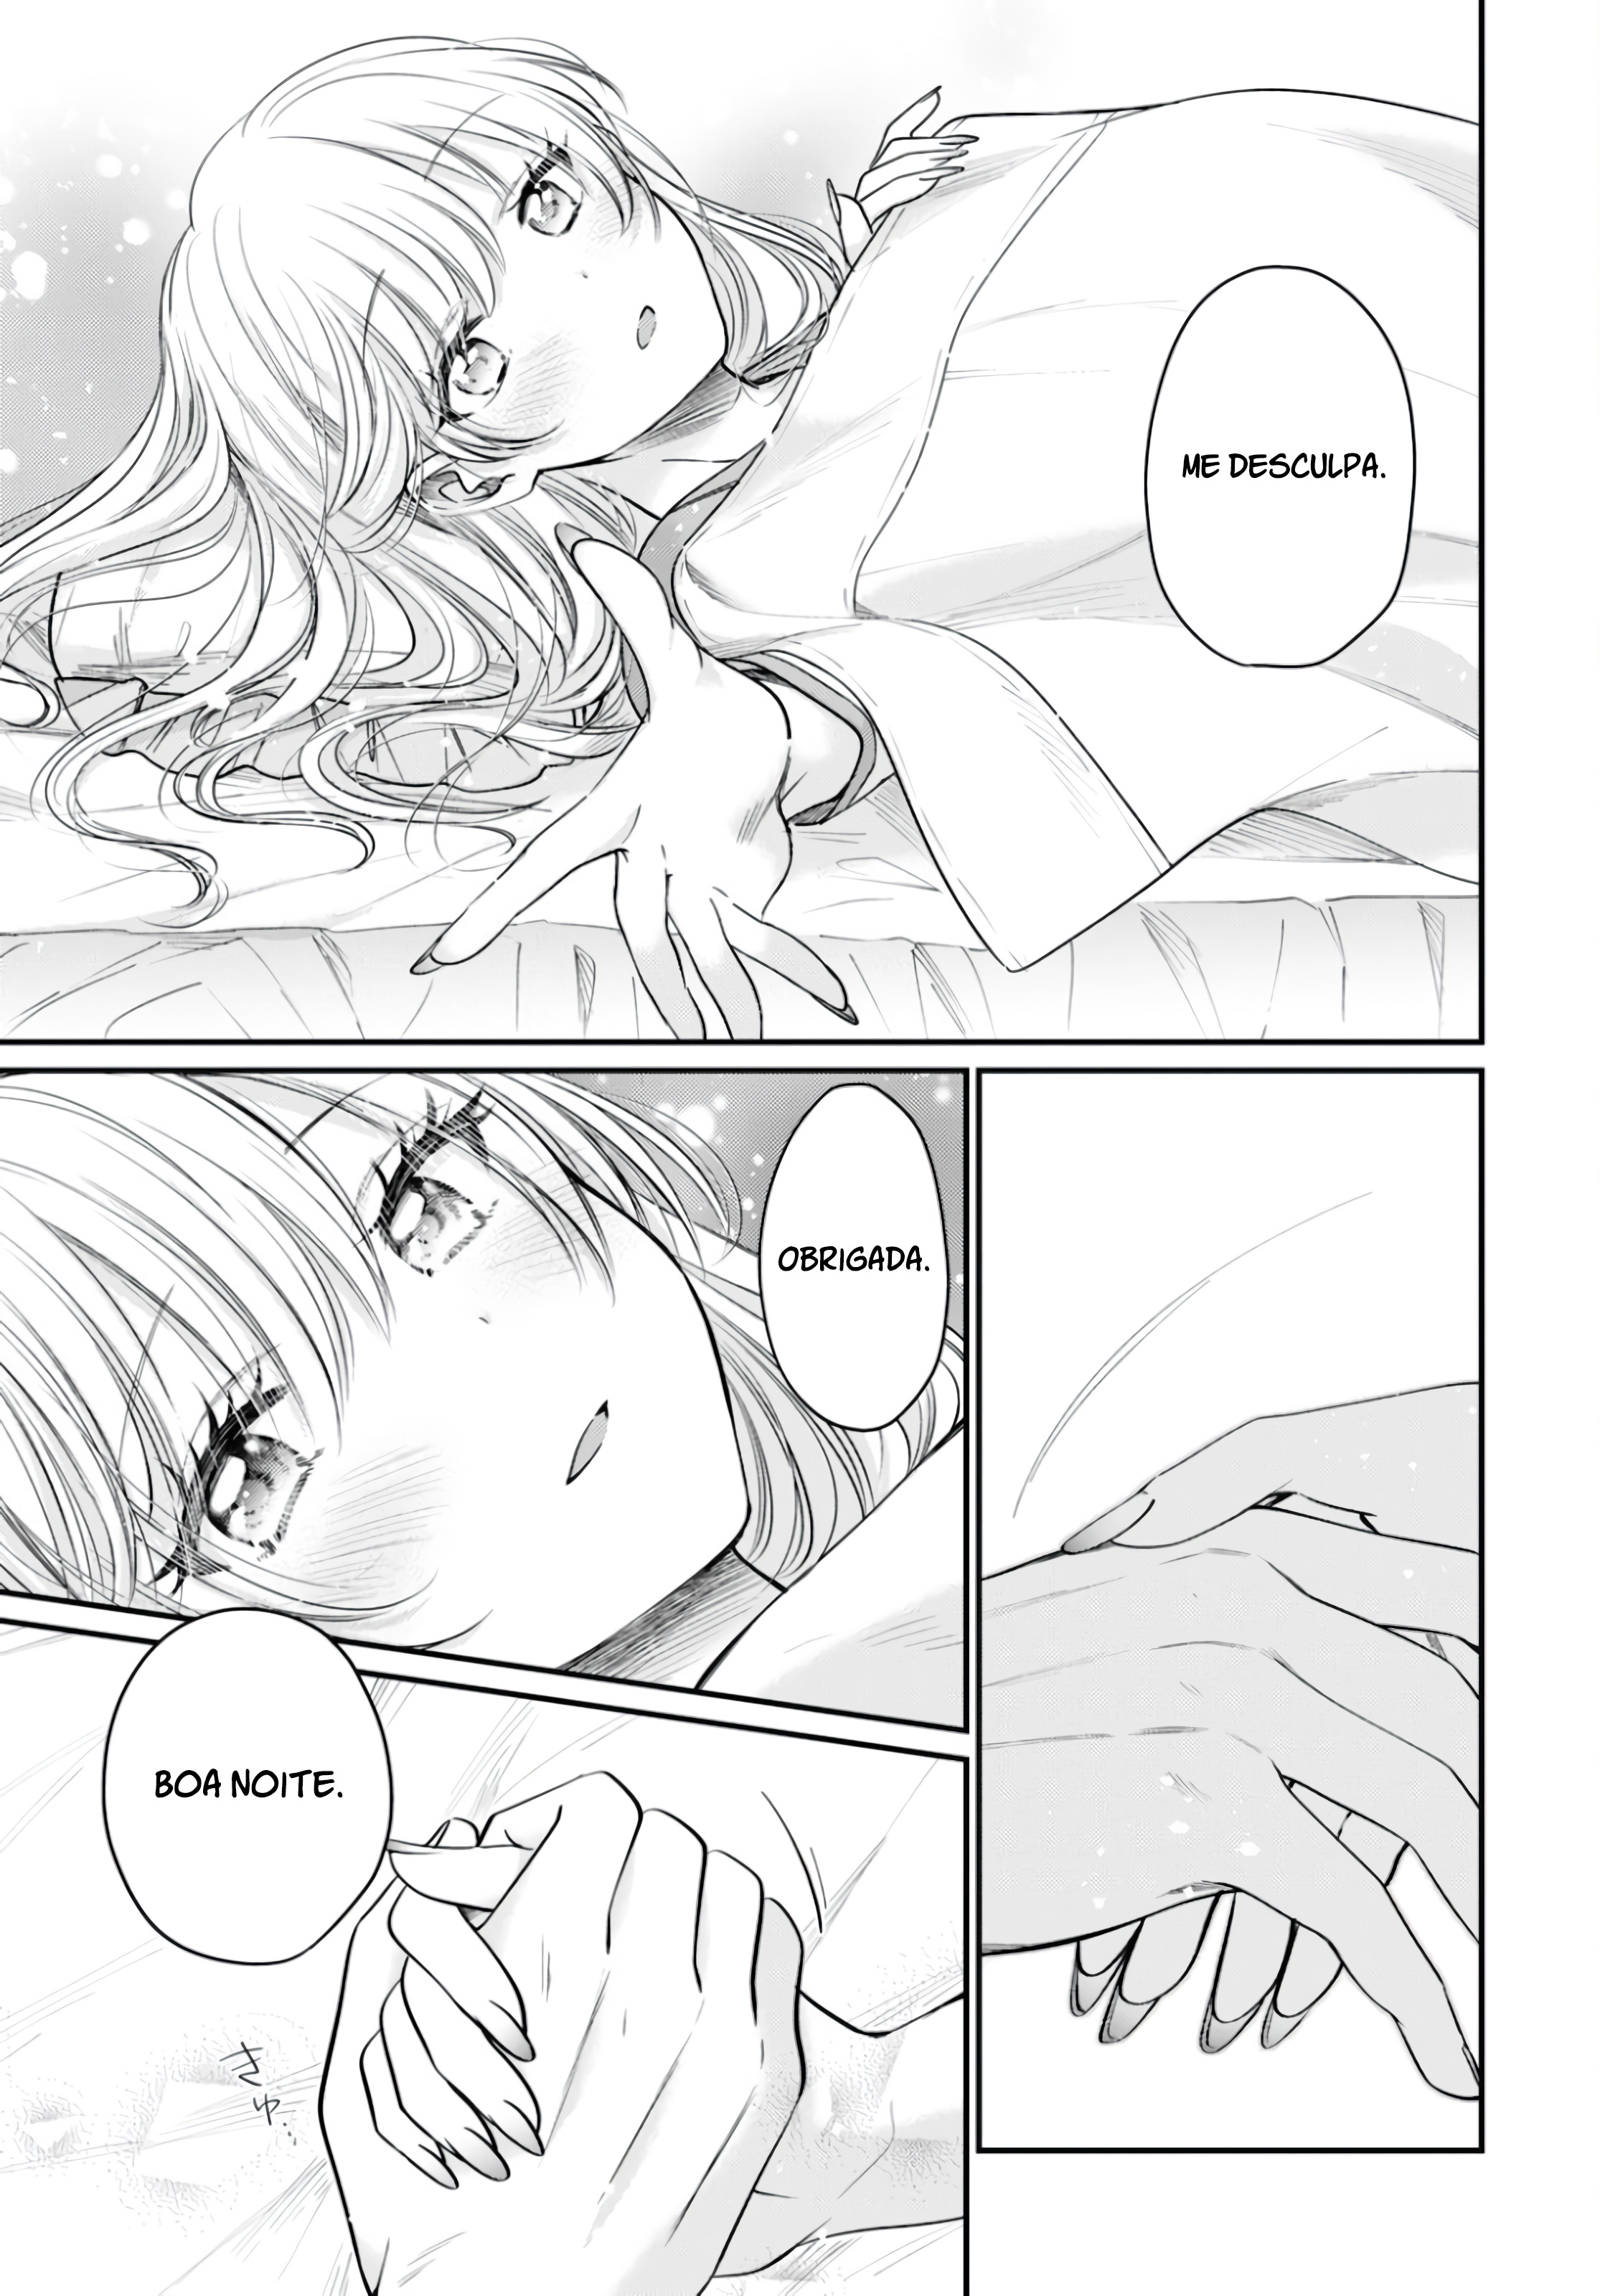 ME DESCULPA.
OBRIGADA.
BOA NOITE.
きゅ…